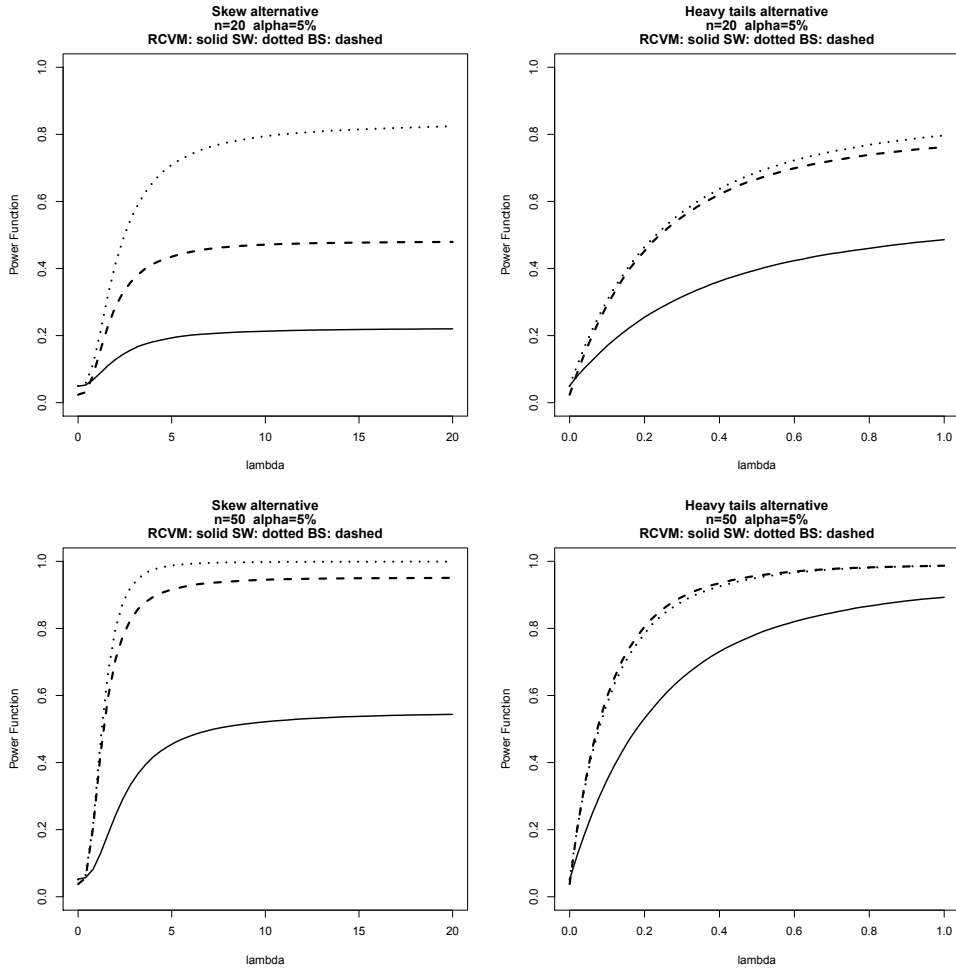 Skew alternative
n=20 alpha=5%
RCVM: solid SW: dotted BS: dashed
Power Function
1.0
0.8
0.6
0.4
0.2
0.0
0
5
10
15
20
lambda
Heavy tails alternative
n=20 alpha=5%
RCVM: solid SW: dotted BS: dashed
Power Function
1.0
0.8
0.6
0.4
0.2
0.0
0.0
0.2
0.4
0.6
0.8
1.0
lambda
Skew alternative
n=50 alpha=5%
RCVM: solid SW: dotted BS: dashed
Power Function
1.0
0.8
0.6
0.4
0.2
0.0
0
5
10
15
20
lambda
Heavy tails alternative
n=50 alpha=5%
RCVM: solid SW: dotted BS: dashed
Power Function
1.0
0.8
0.6
0.4
0.2
0.0
0.0
0.2
0.4
0.6
0.8
1.0
lambda